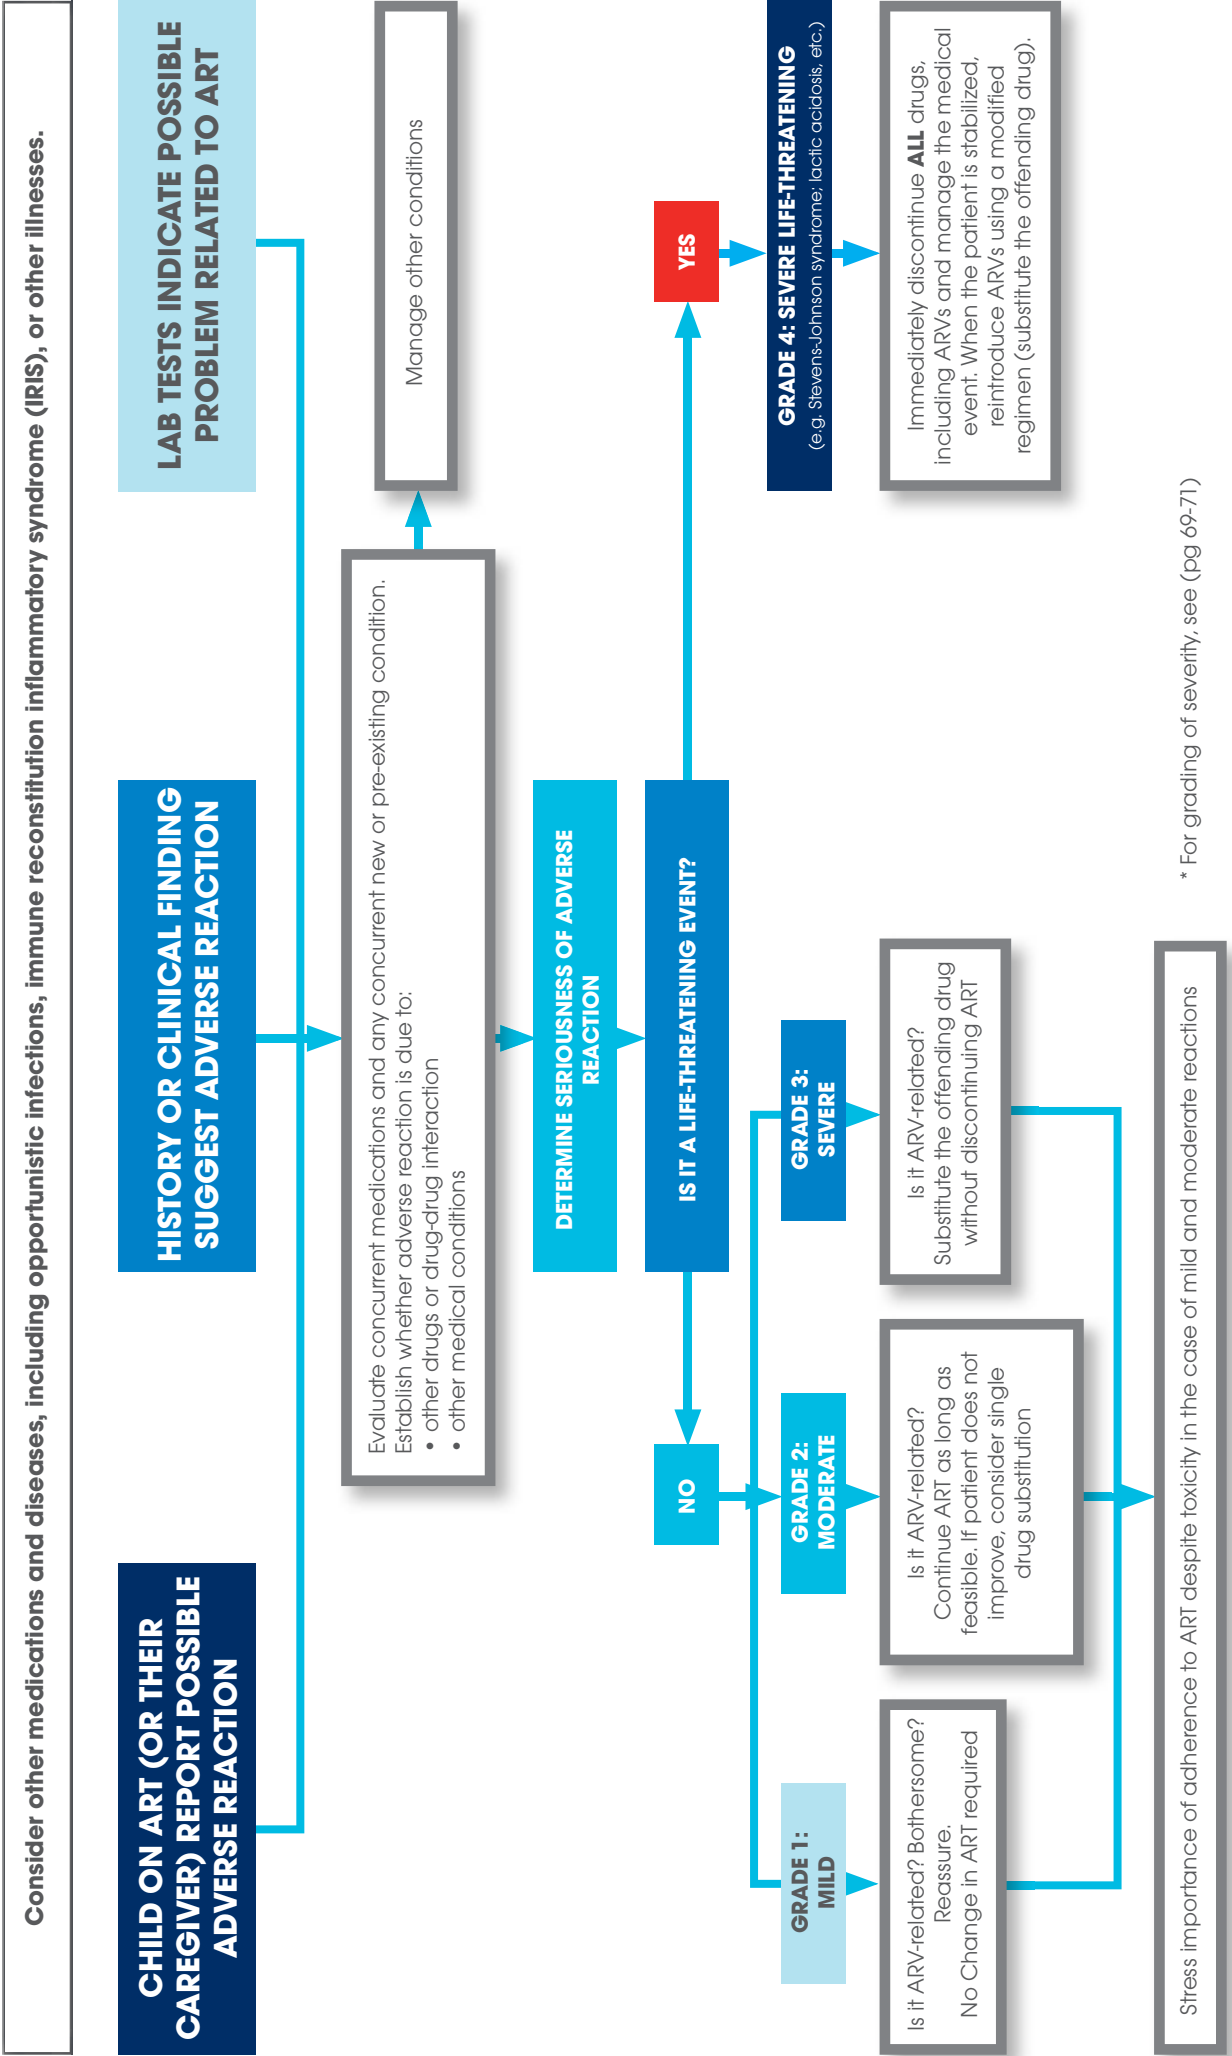 Consider other medications and diseases, including opportunistic infections, immune reconstitution inflammatory syndrome (IRIS), or other illnesses.
CHILD ON ART (OR THEIR
CAREGIVER) REPORT POSSIBLE
ADVERSE REACTION
HISTORY OR CLINICAL FINDING
SUGGEST ADVERSE REACTION
LAB TESTS INDICATE POSSIBLE
PROBLEM RELATED TO ART
Evaluate concurrent medications and any concurrent new or pre-existing condition.
Establish whether adverse reaction is due to:
• other drugs or drug-drug interaction
• other medical conditions
Manage other conditions
DETERMINE SERIOUSNESS OF ADVERSE
REACTION
IS IT A LIFE-THREATENING EVENT?
NO
YES
GRADE 1:
MILD
GRADE 2:
MODERATE
GRADE 3:
SEVERE
GRADE 4: SEVERE LIFE-THREATENING
(e.g. Stevens-Johnson syndrome; lactic acidosis, etc.)
Is it ARV-related? Bothersome?
Reassure.
No Change in ART required
Is it ARV-related?
Continue ART as long as
feasible. If patient does not
improve, consider single
drug substitution
Is it ARV-related?
Substitute the offending drug
without discontinuing ART
Immediately discontinue ALL drugs,
including ARVs and manage the medical
event. When the patient is stabilized,
reintroduce ARVs using a modified
regimen (substitute the offending drug).
Stress importance of adherence to ART despite toxicity in the case of mild and moderate reactions
* For grading of severity, see (pg 69-71)